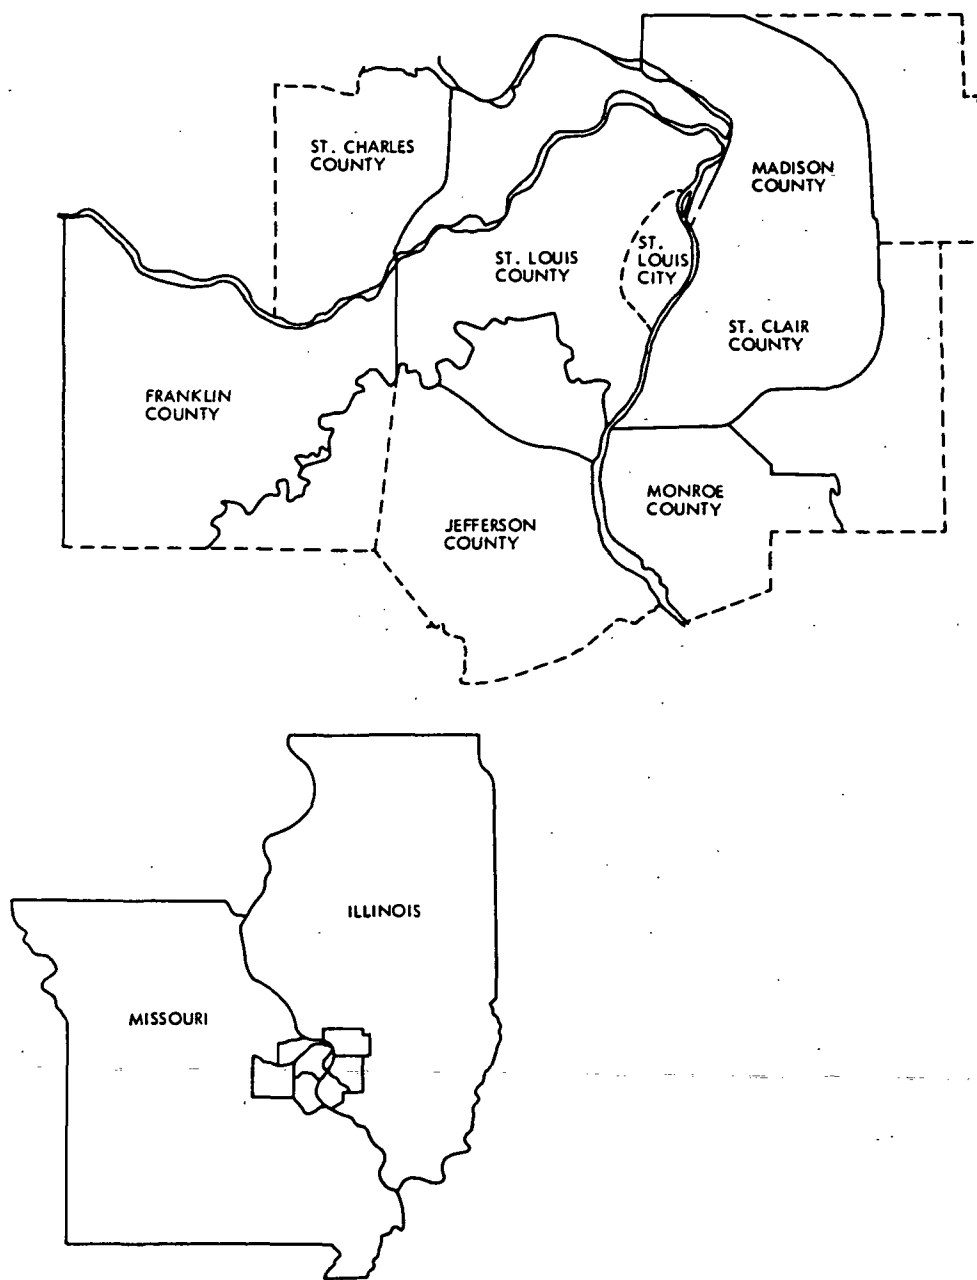 ST. CHARLES
COUNTY
MADISON
COUNTY
ST. LOUIS
COUNTY
ST.
LOUIS
CITY
ST. CLAIR
COUNTY
FRANKLIN
COUNTY
MONROE
COUNTY
JEFFERSON
COUNTY
ILLINOIS
MISSOURI